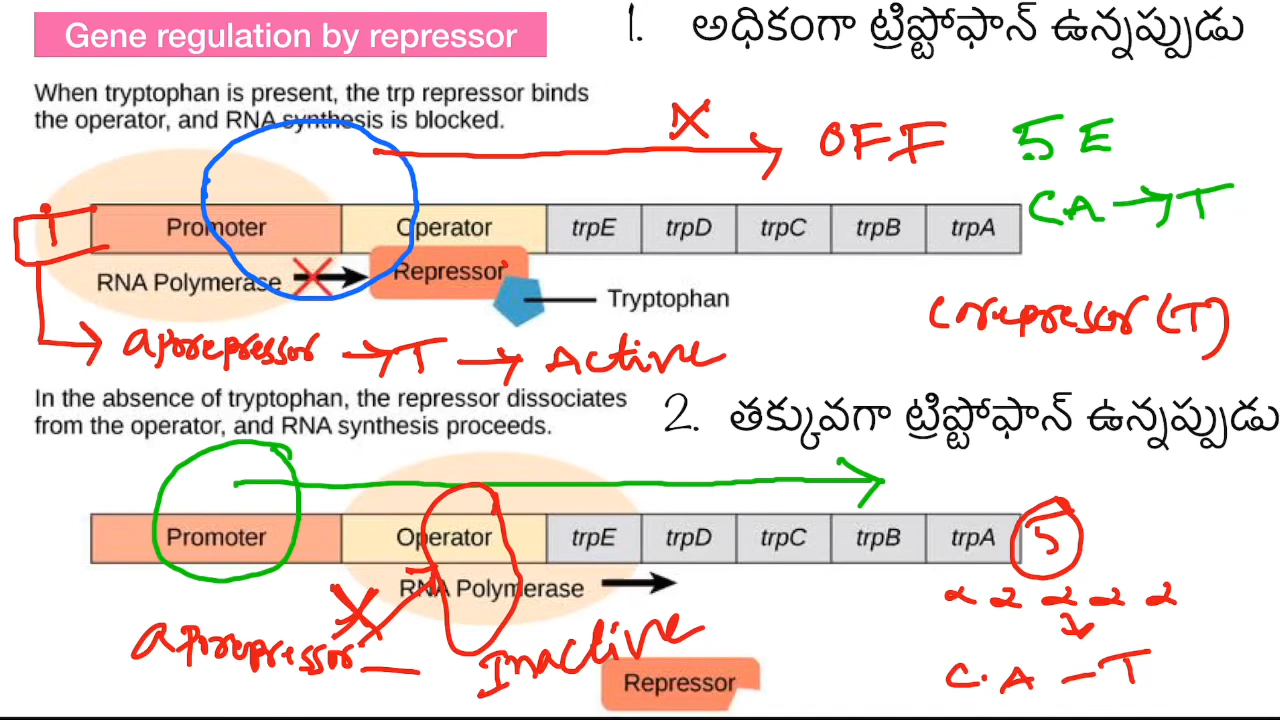 Gene regulation by repressor
1. అధికంగా ట్రిప్టోఫాన్ ఉన్నప్పుడు
When tryptophan is present, the trp repressor binds
the operator, and RNA synthesis is blocked.
X OFF 5 E
CA → T
i Promoter Operator trpE trpD trpC trpB trpA
RNA Polymerase Repressor
Tryptophan
Corepressor (T)
aporepressor → T → Active
In the absence of tryptophan, the repressor dissociates
from the operator, and RNA synthesis proceeds.
2. తక్కువగా ట్రిప్టోఫాన్ ఉన్నప్పుడు
Promoter Operator trpE trpD trpC trpB trpA 5
RNA Polymerase
aporepressor — Inactive
C.A – T
Repressor